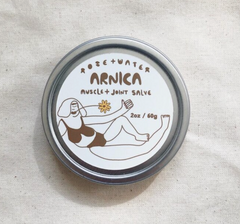 ROSE + WATER
ARNICA
MUSCLE + JOINT SALVE
2oz / 60g